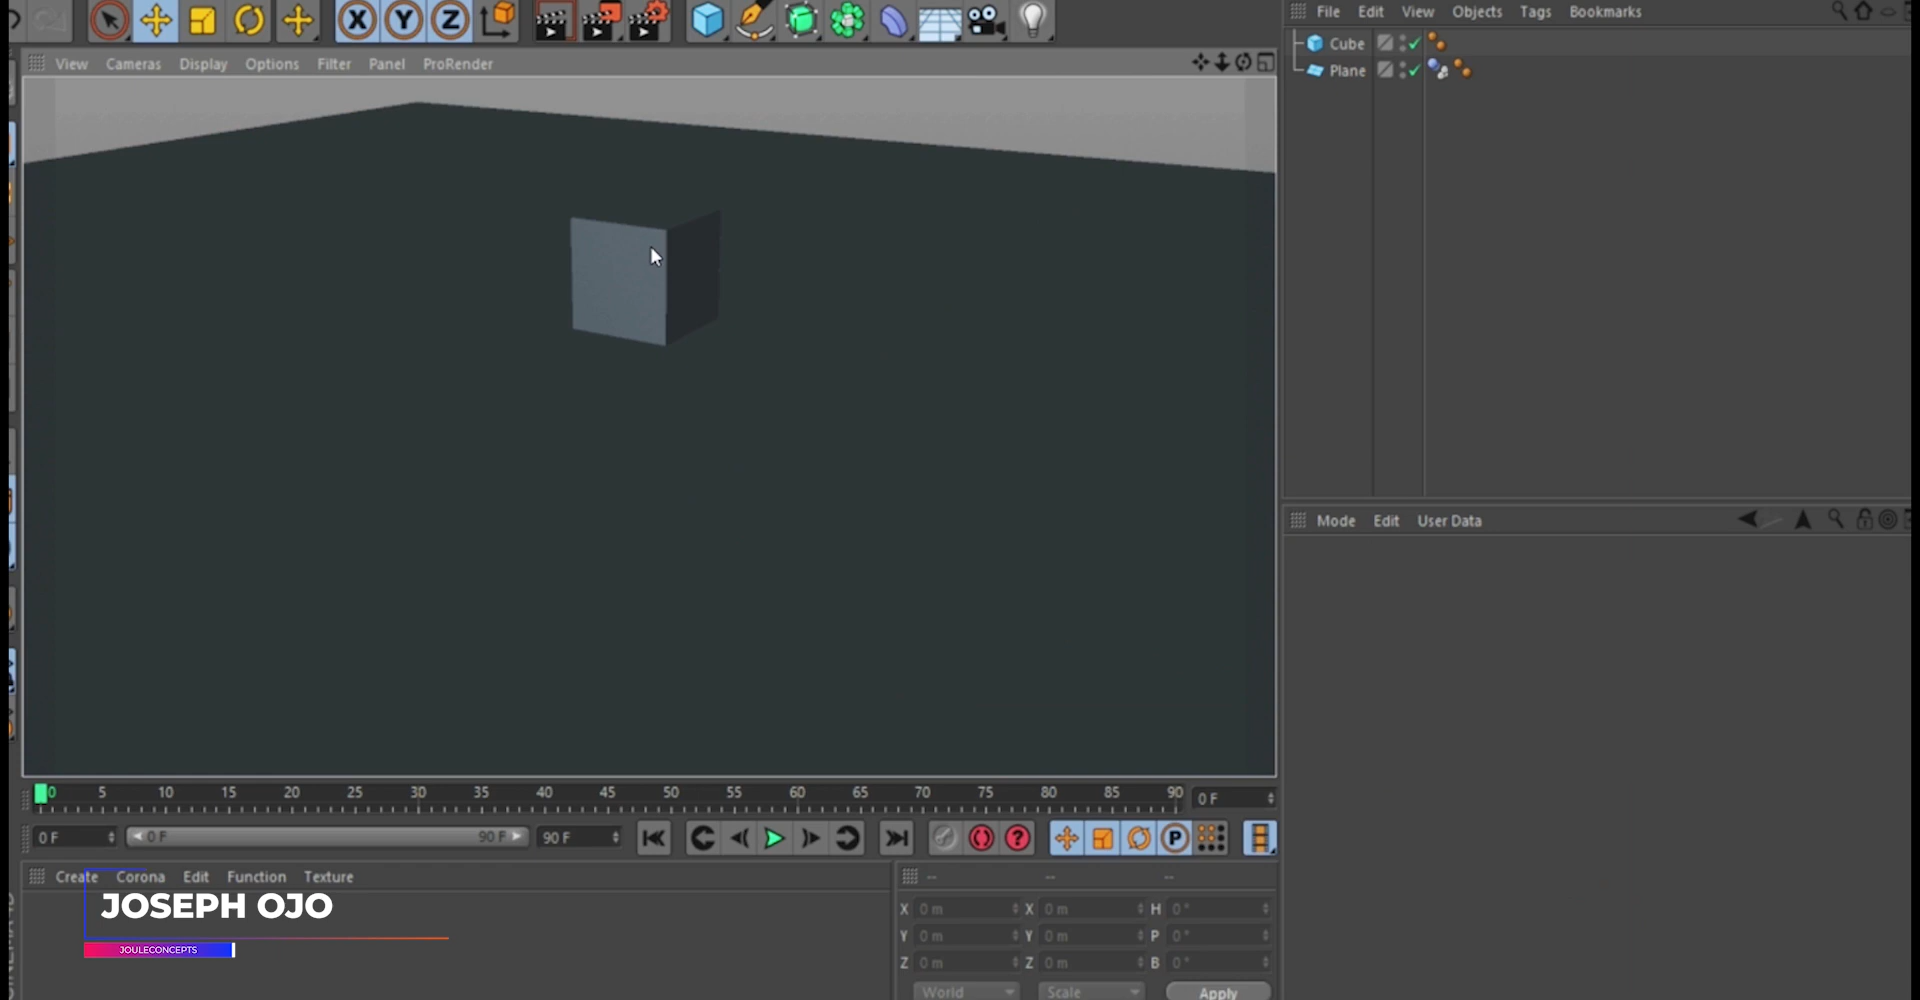 File Edit View Objects Tags Bookmarks
X Y Z
Cube
Plane
View Cameras Display Options Filter Panel ProRender
Mode Edit User Data
0 5 10 15 20 25 30 35 40 45 50 55 60 65 70 75 80 85 90 0 F
0 F 0 F 90 F 90 F ? P
Create Corona Edit Function Texture
-- -- --
JOSEPH OJO
JOULECONCEPTS
X 0 m X 0 m H 0 °
Y 0 m Y 0 m P 0 °
Z 0 m Z 0 m B 0 °
World Scale Apply